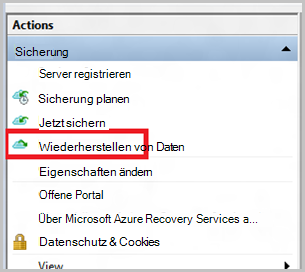 Actions
Sicherung
Server registrieren
Sicherung planen
Jetzt sichern
Wiederherstellen von Daten
Eigenschaften ändern
Offene Portal
Über Microsoft Azure Recovery Services a...
Datenschutz & Cookies
View